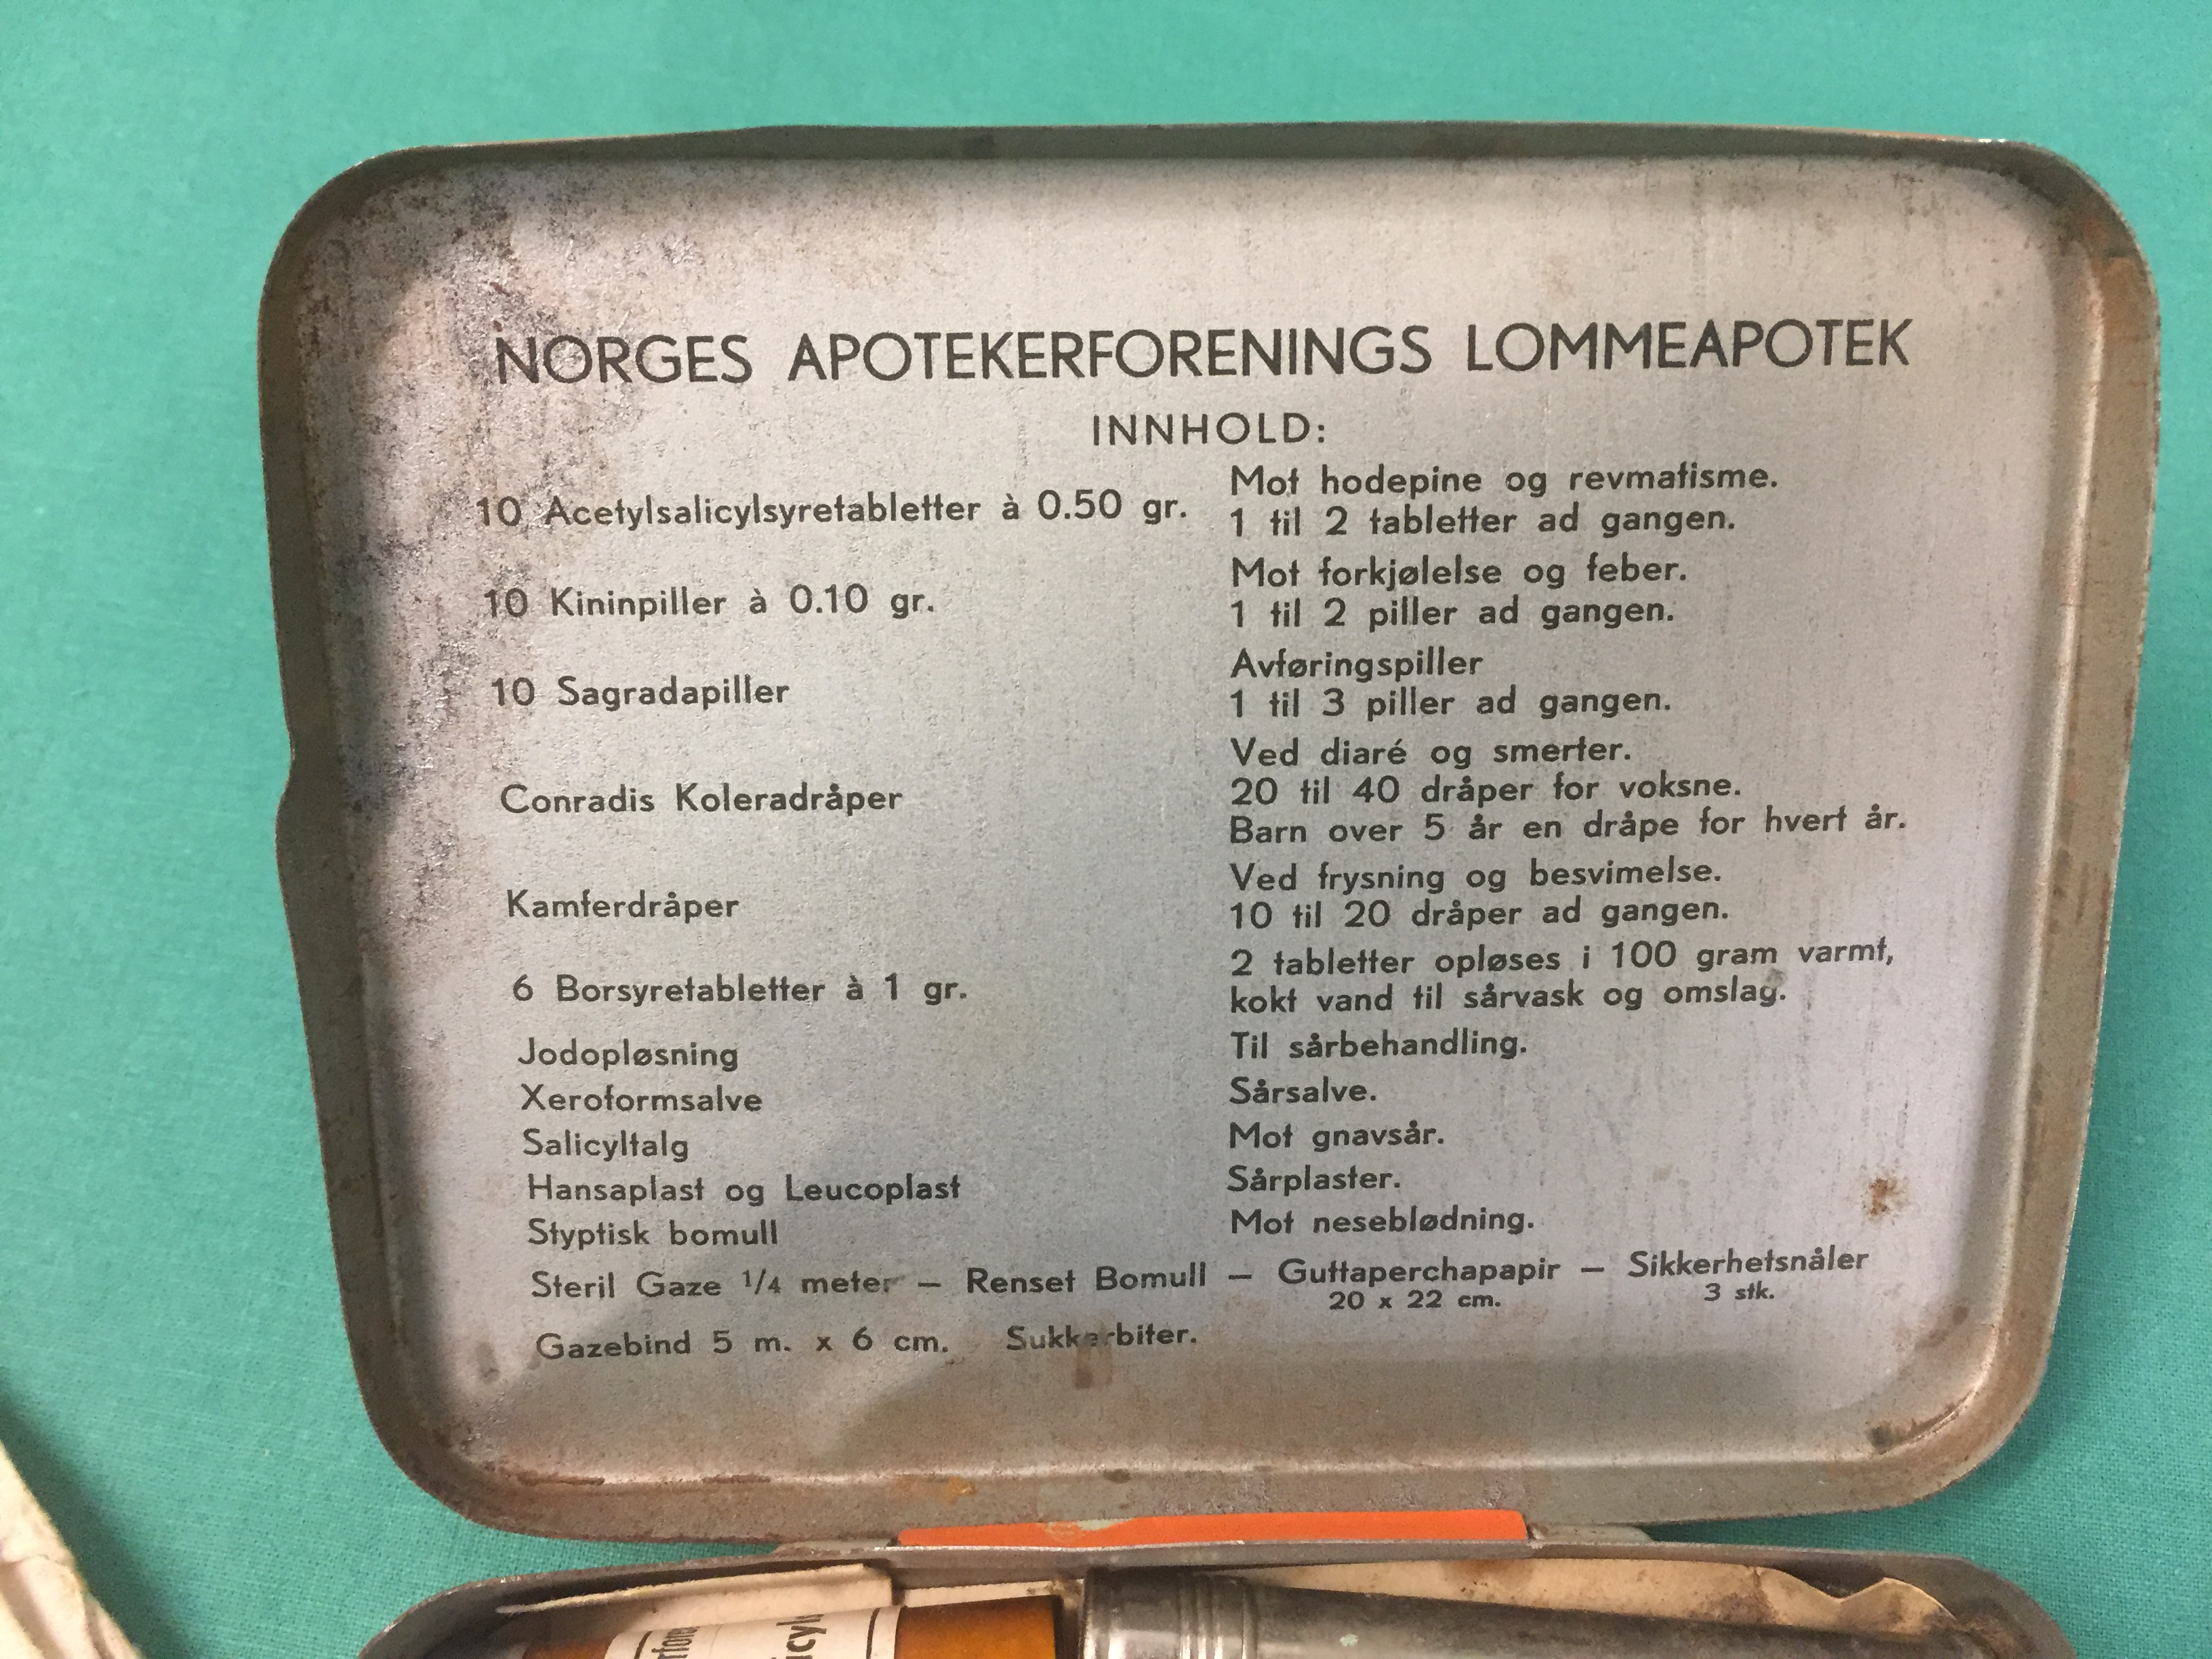 NORGES APOTEKERFORENINGS LOMMEAPOTEK
INNHOLD:
10 Acetylsalicylsyretabletter à 0.50 gr.
Mot hodepine og revmatisme.
1 til 2 tabletter ad gangen.
10 Kininpiller à 0.10 gr.
Mot forkjølelse og feber.
1 til 2 piller ad gangen.
10 Sagradapiller
Avføringspiller
1 til 3 piller ad gangen.
Conradis Koleradråper
Ved diaré og smerter.
20 til 40 dråper for voksne.
Barn over 5 år en dråpe for hvert år.
Kamferdråper
Ved frysning og besvimelse.
10 til 20 dråper ad gangen.
6 Borsyretabletter à 1 gr.
2 tabletter opløses i 100 gram varmt,
kokt vand til sårvask og omslag.
Jodopløsning
Til sårbehandling.
Xeroformsalve
Sårsalve.
Salicyltalg
Mot gnavsår.
Hansaplast og Leucoplast
Sårplaster.
Styptisk bomull
Mot neseblødning.
Steril Gaze 1/4 meter – Renset Bomull – Guttaperchapapir – Sikkerhetsnåler
20 x 22 cm. 3 stk.
Gazebind 5 m. x 6 cm. Sukkerbiter.